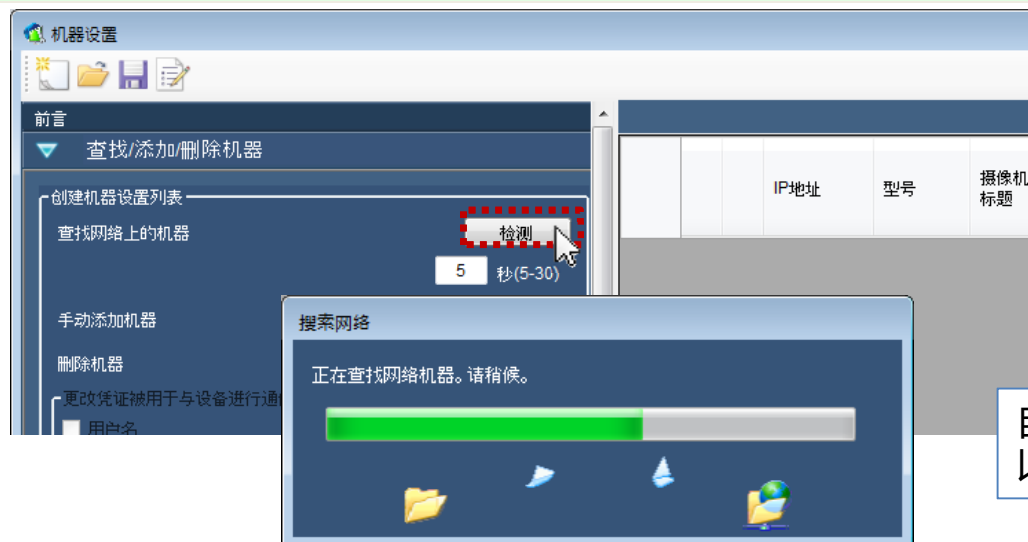 机器设置
前言
查找/添加/删除机器
创建机器设置列表
查找网络上的机器
检测
5 秒(5-30)
手动添加机器
删除机器
更改凭证被用于与设备进行通
用户名
IP地址
型号
摄像机
标题
搜索网络
正在查找网络机器。请稍候。